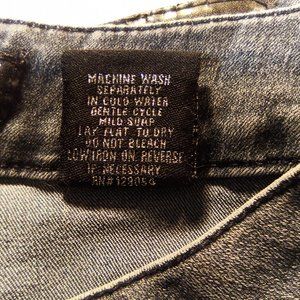 MACHINE WASH
SEPARATELY
IN COLD WATER
GENTLE CYCLE
MILD SOAP
LAY FLAT TO DRY
DO NOT BLEACH
LOW IRON ON REVERSE
IF NECESSARY
RN#129054